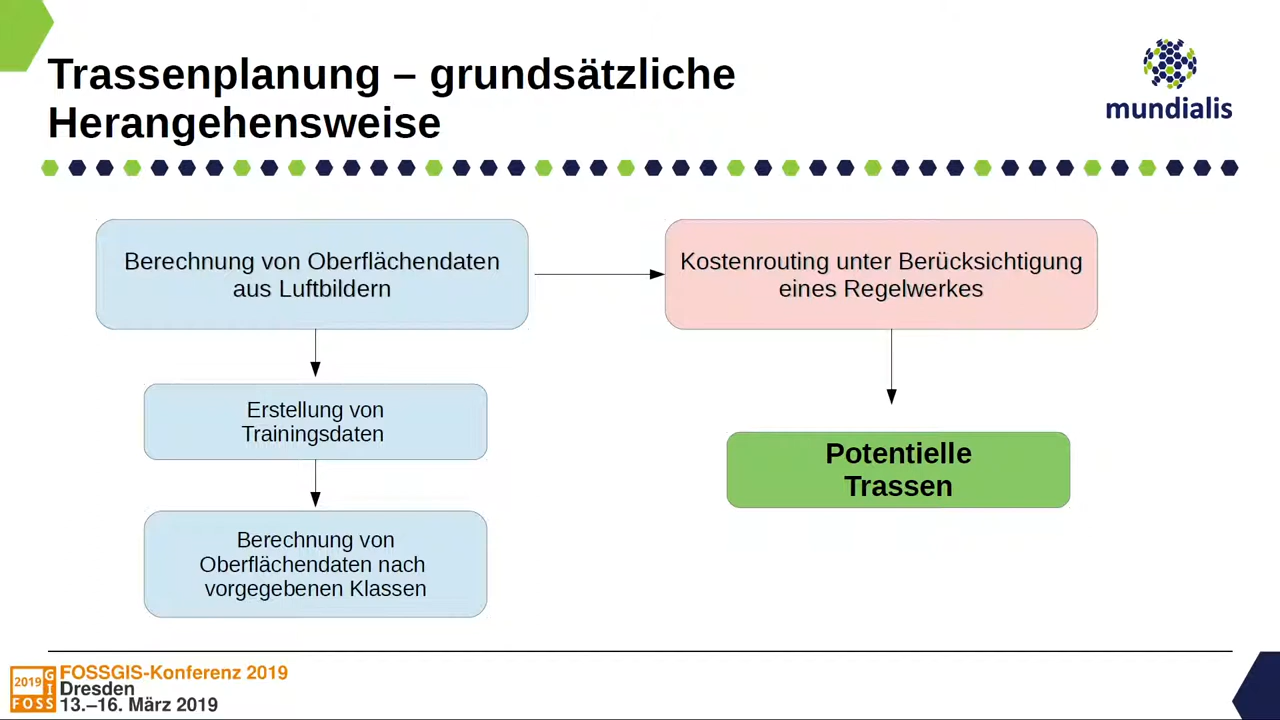 Trassenplanung – grundsätzliche
Herangehensweise
mundialis
Berechnung von Oberflächendaten
aus Luftbildern
Kostenrouting unter Berücksichtigung
eines Regelwerkes
Erstellung von
Trainingsdaten
Potentielle
Trassen
Berechnung von
Oberflächendaten nach
vorgegebenen Klassen
2019 GIS
FOSS
FOSSGIS-Konferenz 2019
Dresden
13.–16. März 2019